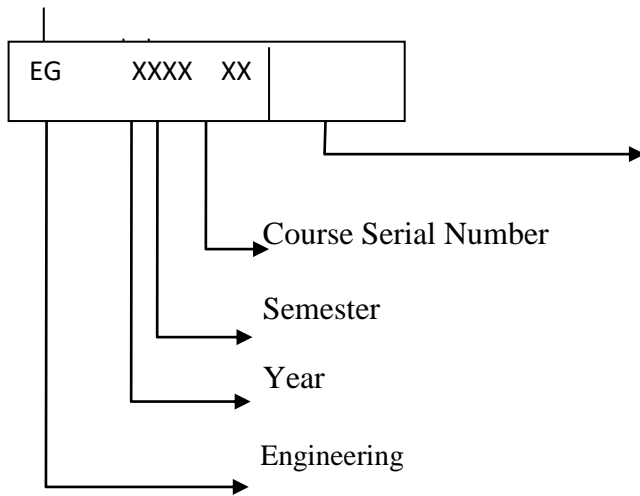 EG XXXX XX
Course Serial Number
Semester
Year
Engineering